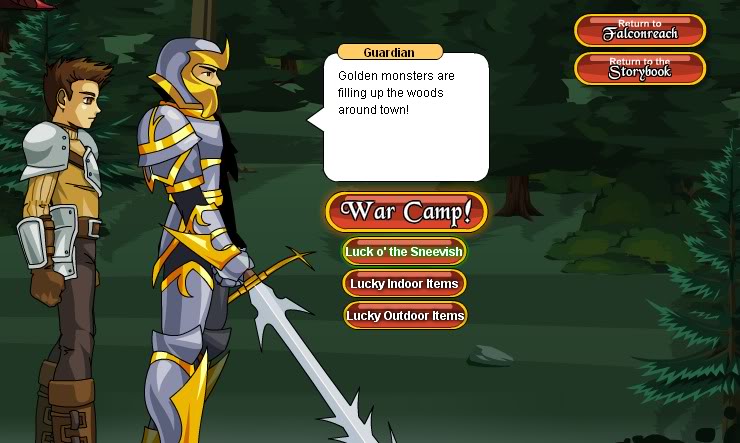 Return to
Falconreach
Return to the
Storybook
Guardian
Golden monsters are
filling up the woods
around town!
War Camp!
Luck o' the Sneevish
Lucky Indoor Items
Lucky Outdoor Items